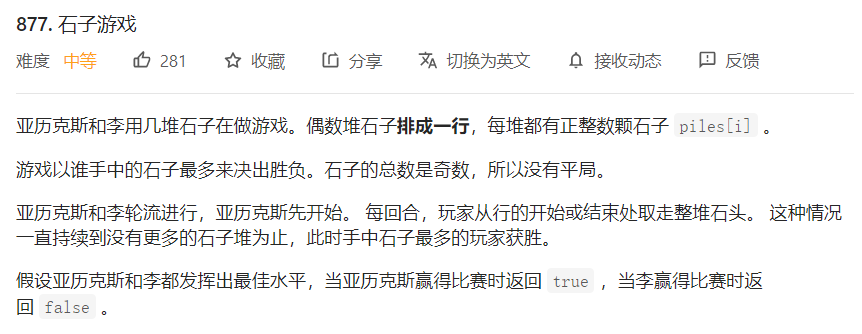 877. 石子游戏
难度 中等 281 收藏 分享 切换为英文 接收动态 反馈
亚历克斯和李用几堆石子在做游戏。偶数堆石子排成一行，每堆都有正整数颗石子 piles[i] 。
游戏以谁手中的石子最多来决出胜负。石子的总数是奇数，所以没有平局。
亚历克斯和李轮流进行，亚历克斯先开始。 每回合，玩家从行的开始或结束处取走整堆石头。 这种情况
一直持续到没有更多的石子堆为止，此时手中石子最多的玩家获胜。
假设亚历克斯和李都发挥出最佳水平，当亚历克斯赢得比赛时返回 true ，当李赢得比赛时返
回 false 。